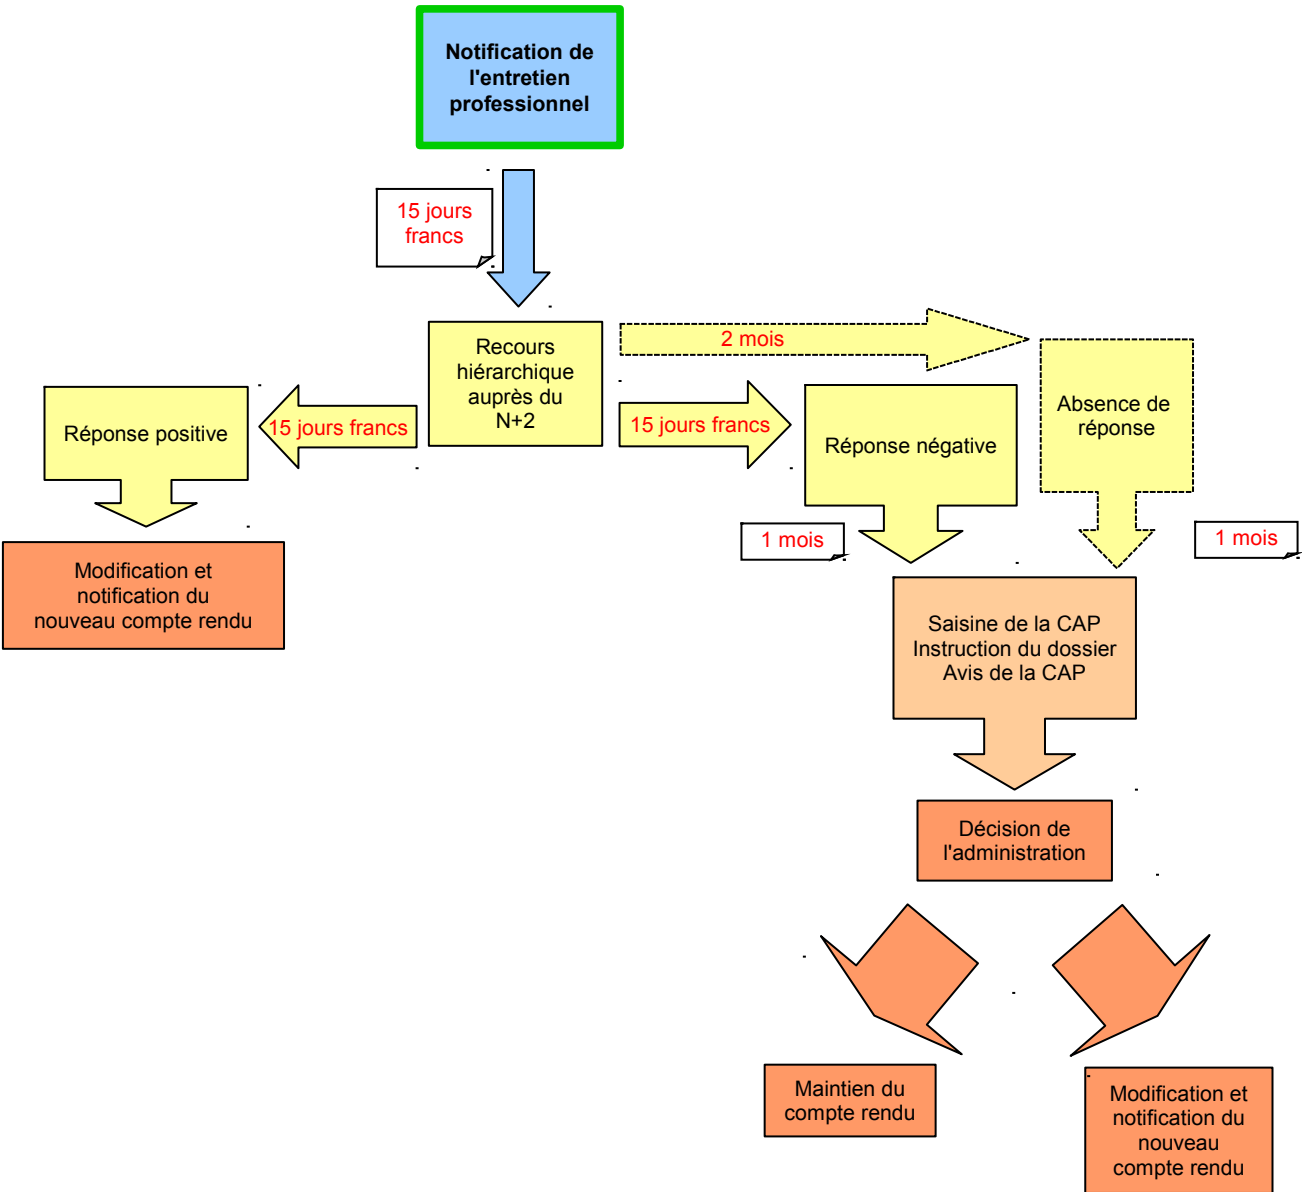 Notification de
l'entretien
professionnel
15 jours
francs
Recours
hiérarchique
auprès du
N+2
2 mois
Absence de
réponse
Réponse positive
15 jours francs
15 jours francs
Réponse négative
1 mois
1 mois
Modification et
notification du
nouveau compte rendu
Saisine de la CAP
Instruction du dossier
Avis de la CAP
Décision de
l'administration
Maintien du
compte rendu
Modification et
notification du
nouveau
compte rendu